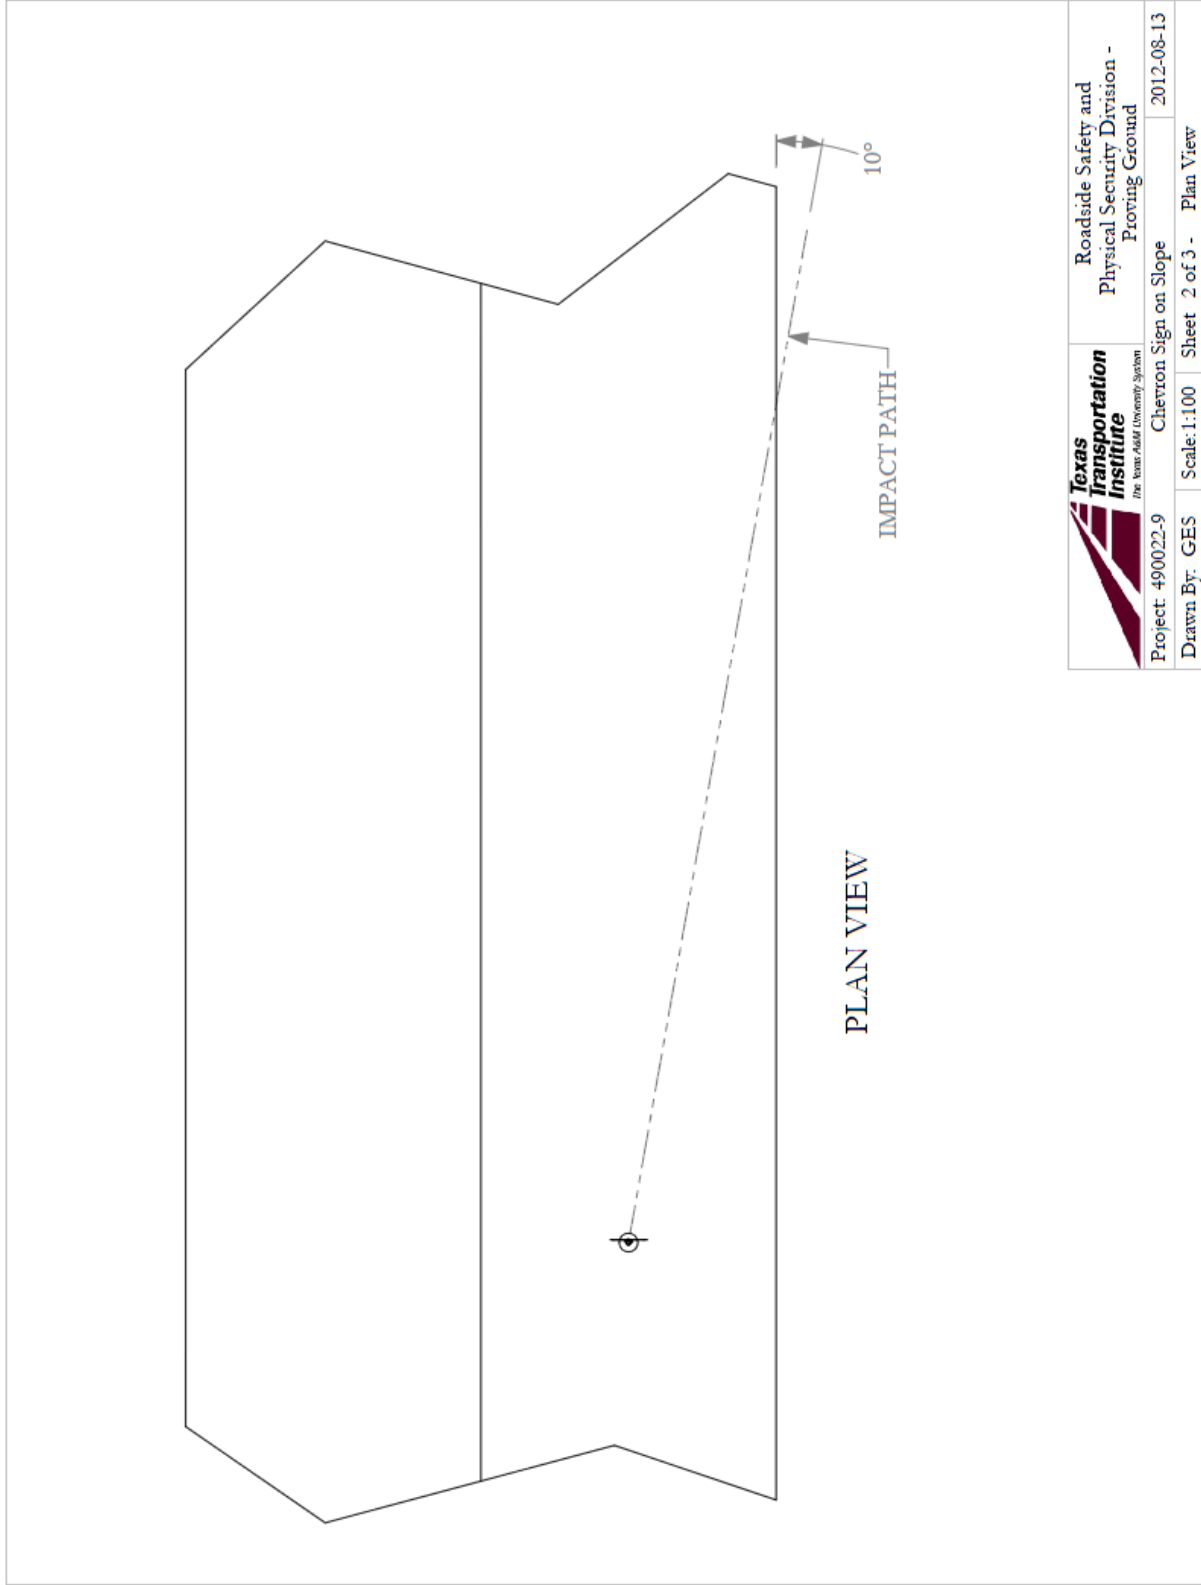 10°
IMPACT PATH
PLAN VIEW
Texas
Transportation
Institute
The Texas A&M University System
Roadside Safety and
Physical Security Division -
Proving Ground
Project: 490022-9 Chevron Sign on Slope 2012-08-13
Drawn By: GES Scale:1:100 Sheet 2 of 3 - Plan View